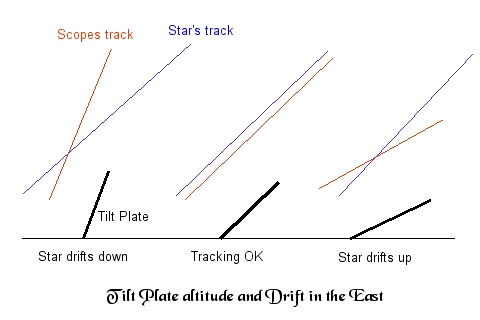 Scopes track
Star's track
Tilt Plate
Star drifts down
Tracking OK
Star drifts up
Tilt Plate altitude and Drift in the East